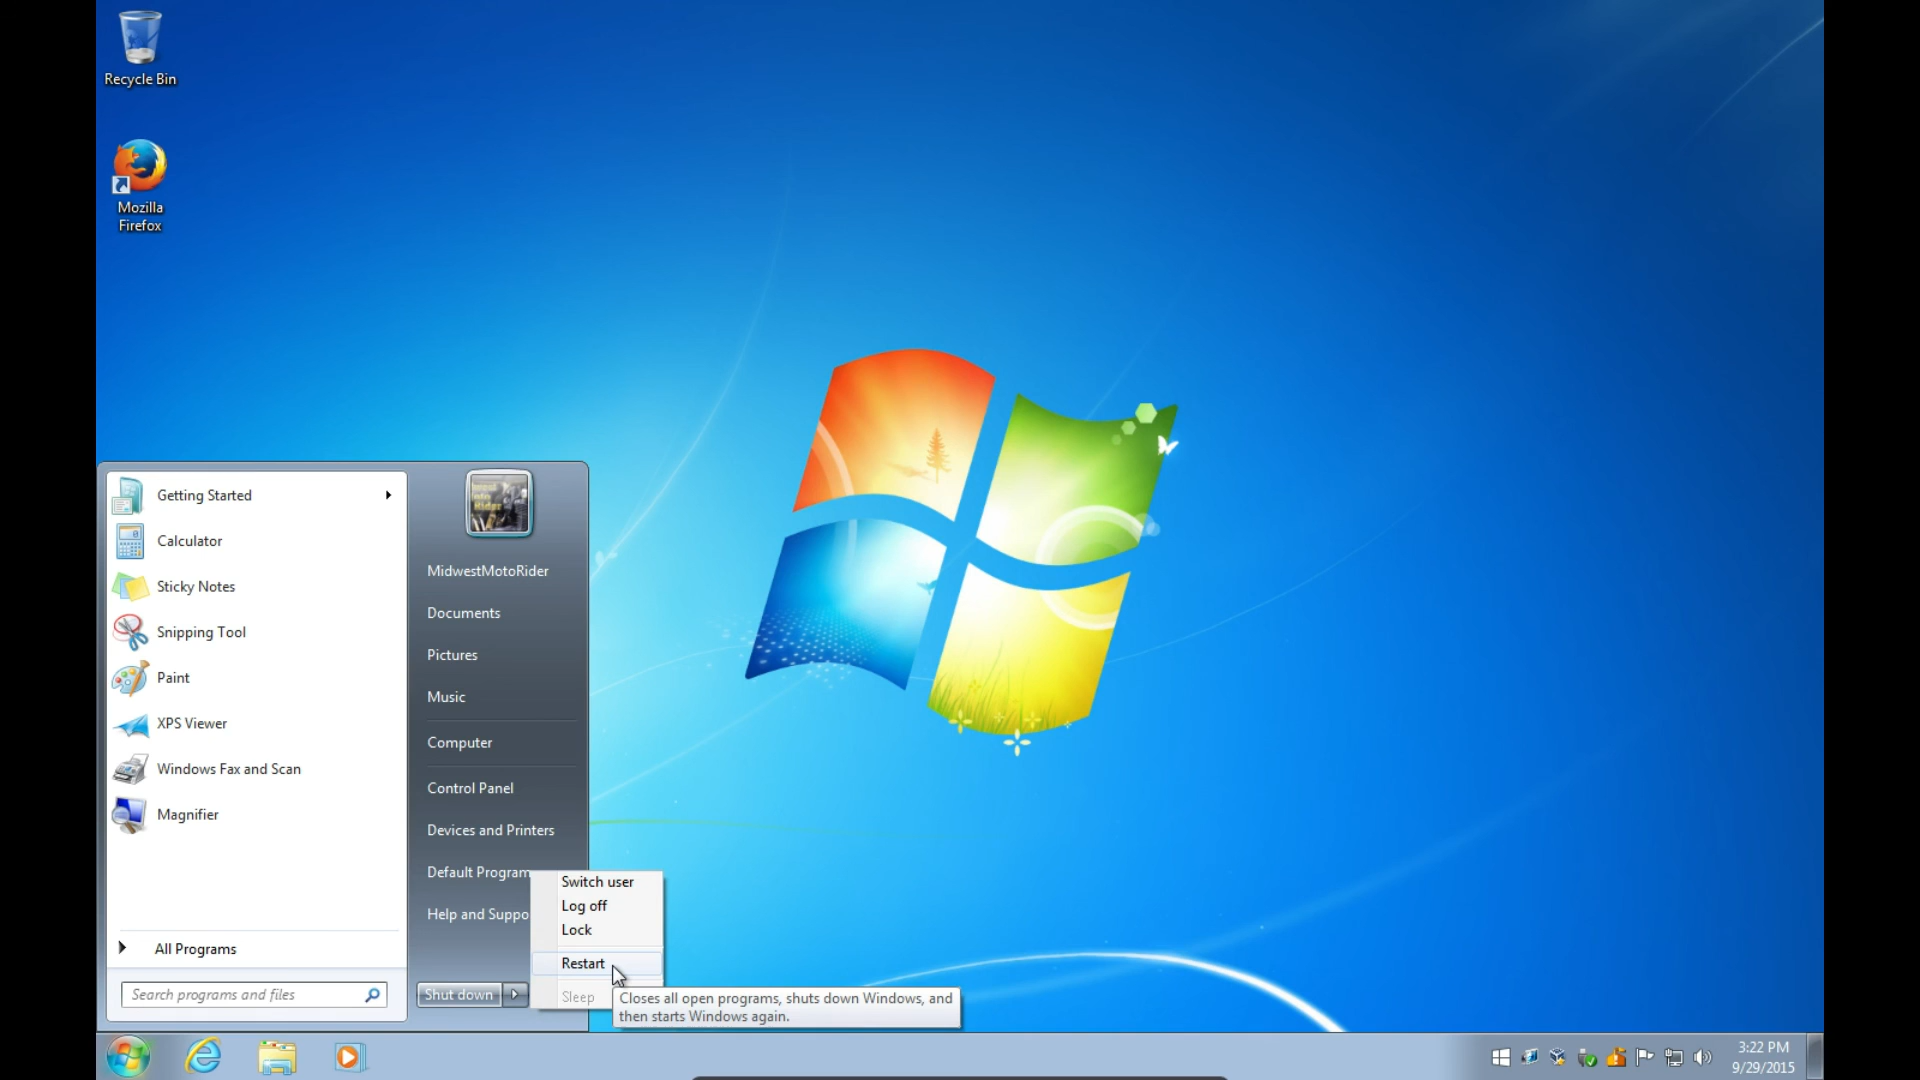 Recycle Bin
Mozilla
Firefox
Getting Started
Calculator
Sticky Notes
Snipping Tool
Paint
XPS Viewer
Windows Fax and Scan
Magnifier
All Programs
Search programs and files
MidwestMotoRider
Documents
Pictures
Music
Computer
Control Panel
Devices and Printers
Default Program
Help and Suppo
Shut down
Switch user
Log off
Lock
Restart
Sleep
Closes all open programs, shuts down Windows, and
then starts Windows again.
3:22 PM
9/29/2015